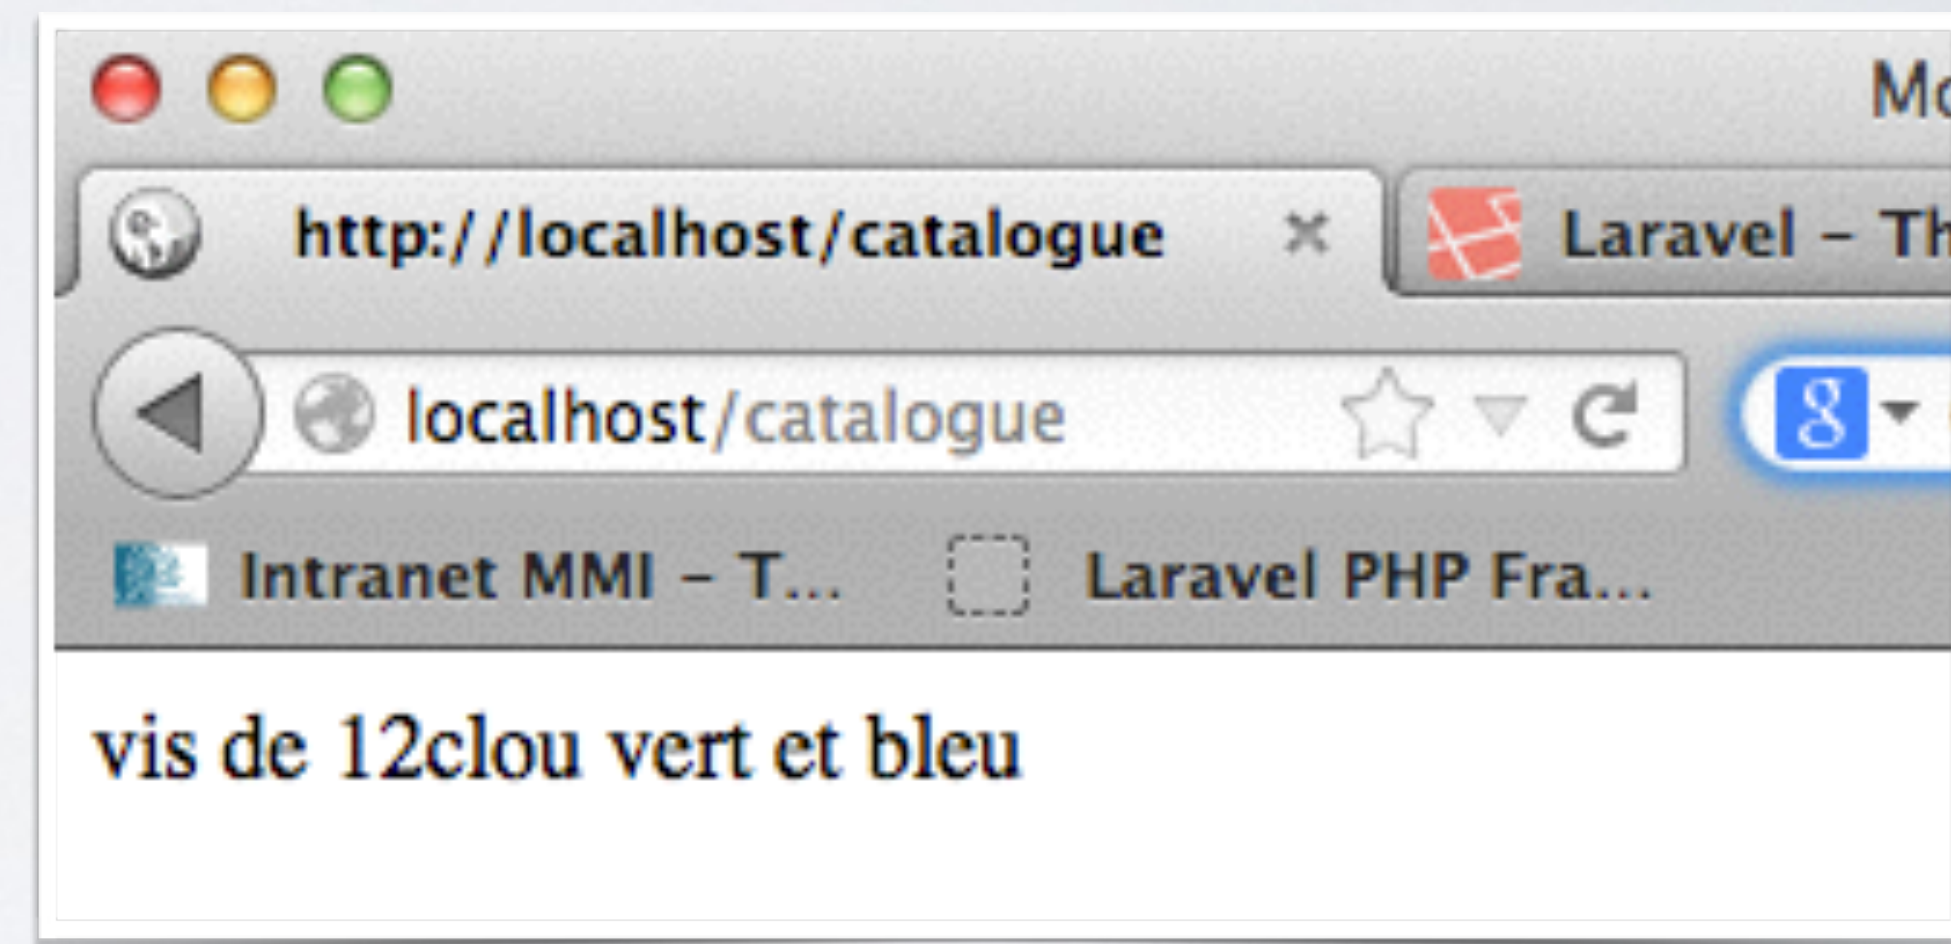 Mo
http://localhost/catalogue Laravel – Th
localhost/catalogue 8
Intranet MMI – T... Laravel PHP Fra...
vis de 12clou vert et bleu